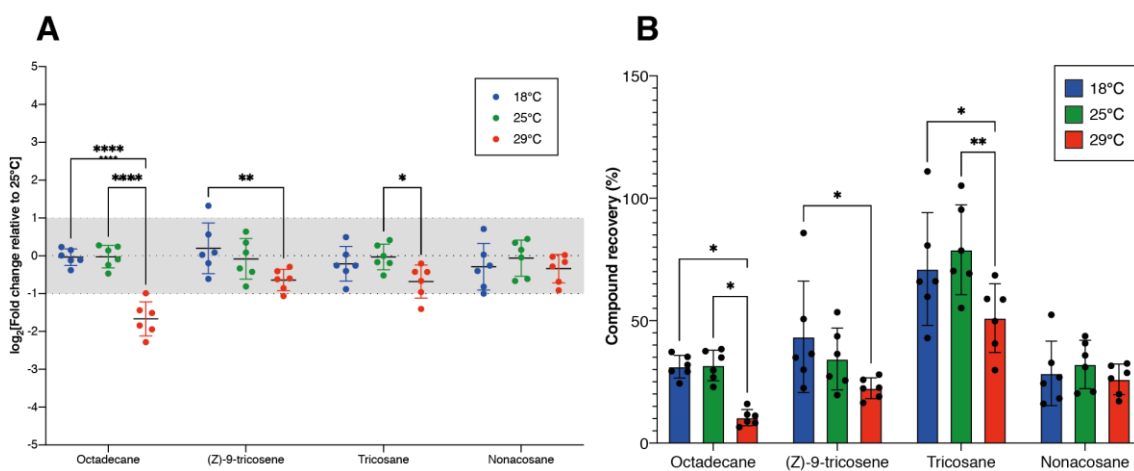 A
log2[Fold change relative to 25°C]
5
4
3
2
1
0
-1
-2
-3
-4
-5
18°C
25°C
29°C
****
****
****
**
*
Octadecane
(Z)-9-tricosene
Tricosane
Nonacosane
B
Compound recovery (%)
150
100
50
0
18°C
25°C
29°C
*
*
*
*
**
Octadecane
(Z)-9-tricosene
Tricosane
Nonacosane